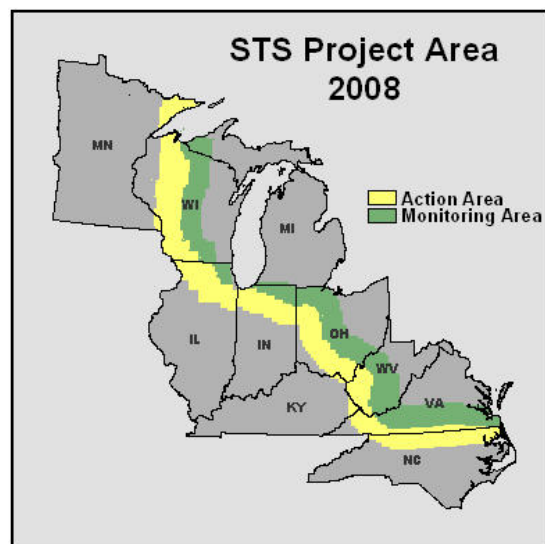 STS Project Area
2008
MN
WI
MI
Action Area
Monitoring Area
IL
IN
OH
WV
KY
VA
NC